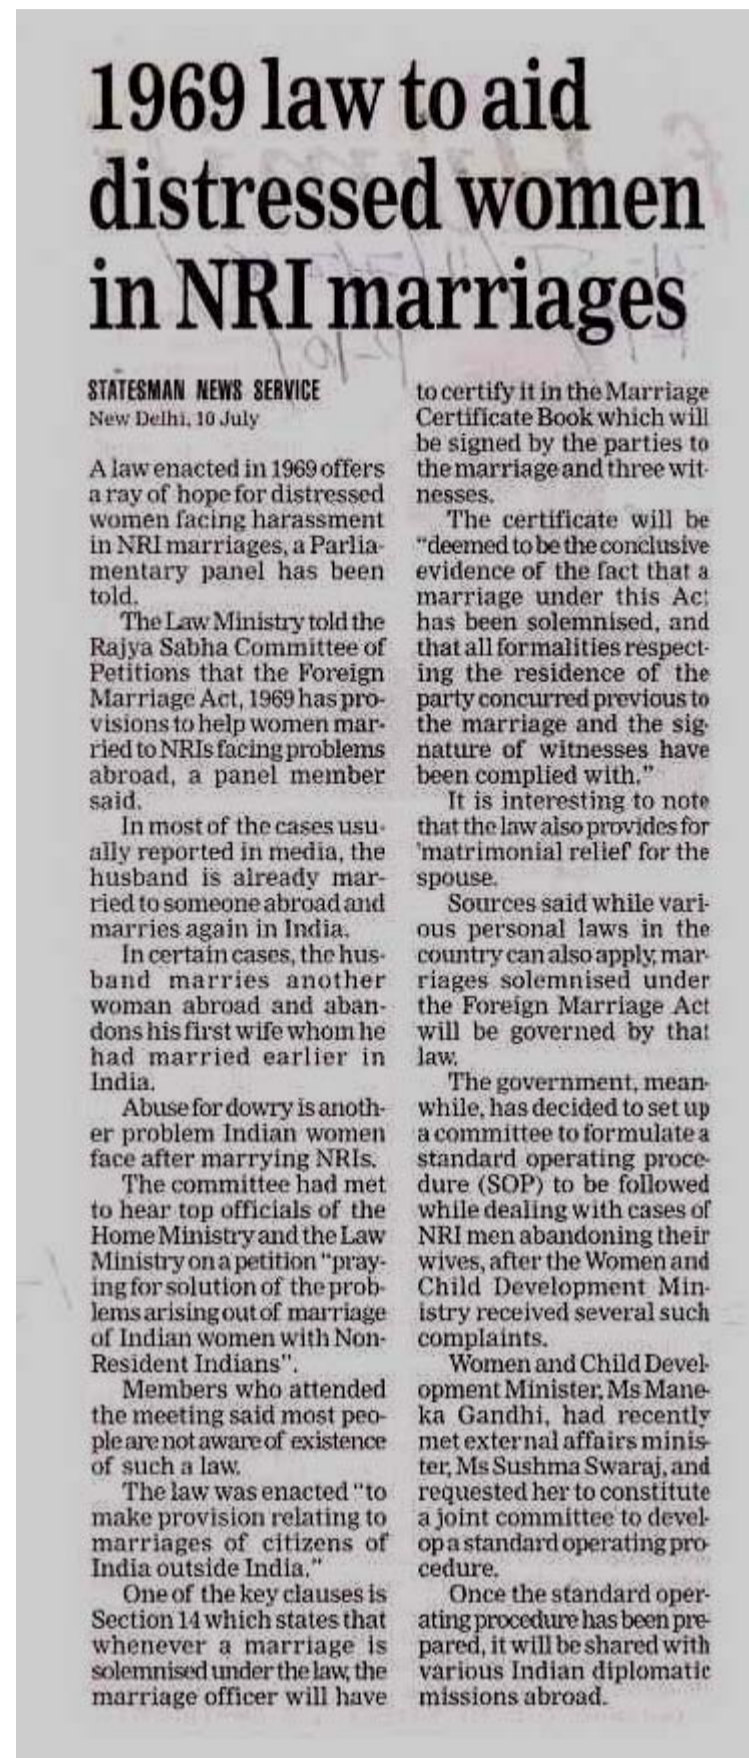 1969 law to aid
distressed women
in NRI marriages
STATESMAN NEWS SERVICE
New Delhi, 10 July
A law enacted in 1969 offers
a ray of hope for distressed
women facing harassment
in NRI marriages, a Parlia-
mentary panel has been
told.
The Law Ministry told the
Rajya Sabha Committee of
Petitions that the Foreign
Marriage Act, 1969 has pro-
visions to help women mar-
ried to NRIs facing problems
abroad, a panel member
said.
In most of the cases usu-
ally reported in media, the
husband is already mar-
ried to someone abroad and
marries again in India.
In certain cases, the hus-
band marries another
woman abroad and aban-
dons his first wife whom he
had married earlier in
India.
Abuse for dowry is anoth-
er problem Indian women
face after marrying NRIs.
The committee had met
to hear top officials of the
Home Ministry and the Law
Ministry on a petition "pray-
ing for solution of the prob-
lems arising out of marriage
of Indian women with Non-
Resident Indians".
Members who attended
the meeting said most peo-
ple are not aware of existence
of such a law.
The law was enacted "to
make provision relating to
marriages of citizens of
India outside India."
One of the key clauses is
Section 14 which states that
whenever a marriage is
solemnised under the law, the
marriage officer will have
to certify it in the Marriage
Certificate Book which will
be signed by the parties to
the marriage and three wit-
nesses.
The certificate will be
"deemed to be the conclusive
evidence of the fact that a
marriage under this Act
has been solemnised, and
that all formalities respect-
ing the residence of the
party concurred previous to
the marriage and the sig-
nature of witnesses have
been complied with."
It is interesting to note
that the law also provides for
'matrimonial relief' for the
spouse.
Sources said while vari-
ous personal laws in the
country can also apply, mar-
riages solemnised under
the Foreign Marriage Act
will be governed by that
law.
The government, mean-
while, has decided to set up
a committee to formulate a
standard operating proce-
dure (SOP) to be followed
while dealing with cases of
NRI men abandoning their
wives, after the Women and
Child Development Min-
istry received several such
complaints.
Women and Child Devel-
opment Minister, Ms Mane-
ka Gandhi, had recently
met external affairs minis-
ter, Ms Sushma Swaraj, and
requested her to constitute
a joint committee to devel-
op a standard operating pro-
cedure.
Once the standard oper-
ating procedure has been pre-
pared, it will be shared with
various Indian diplomatic
missions abroad.